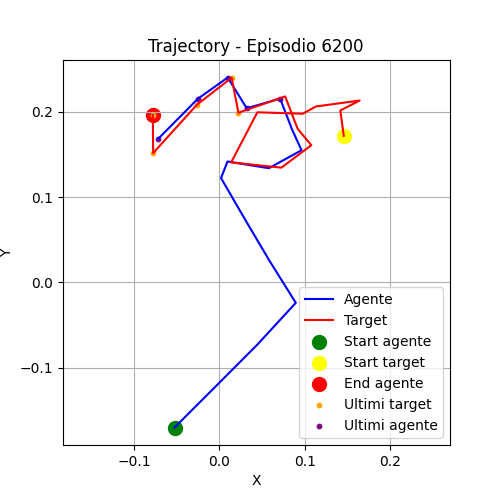 Trajectory - Episodio 6200
Y
0.2
0.1
0.0
−0.1
−0.1
0.0
0.1
0.2
X
Agente
Target
Start agente
Start target
End agente
Ultimi target
Ultimi agente